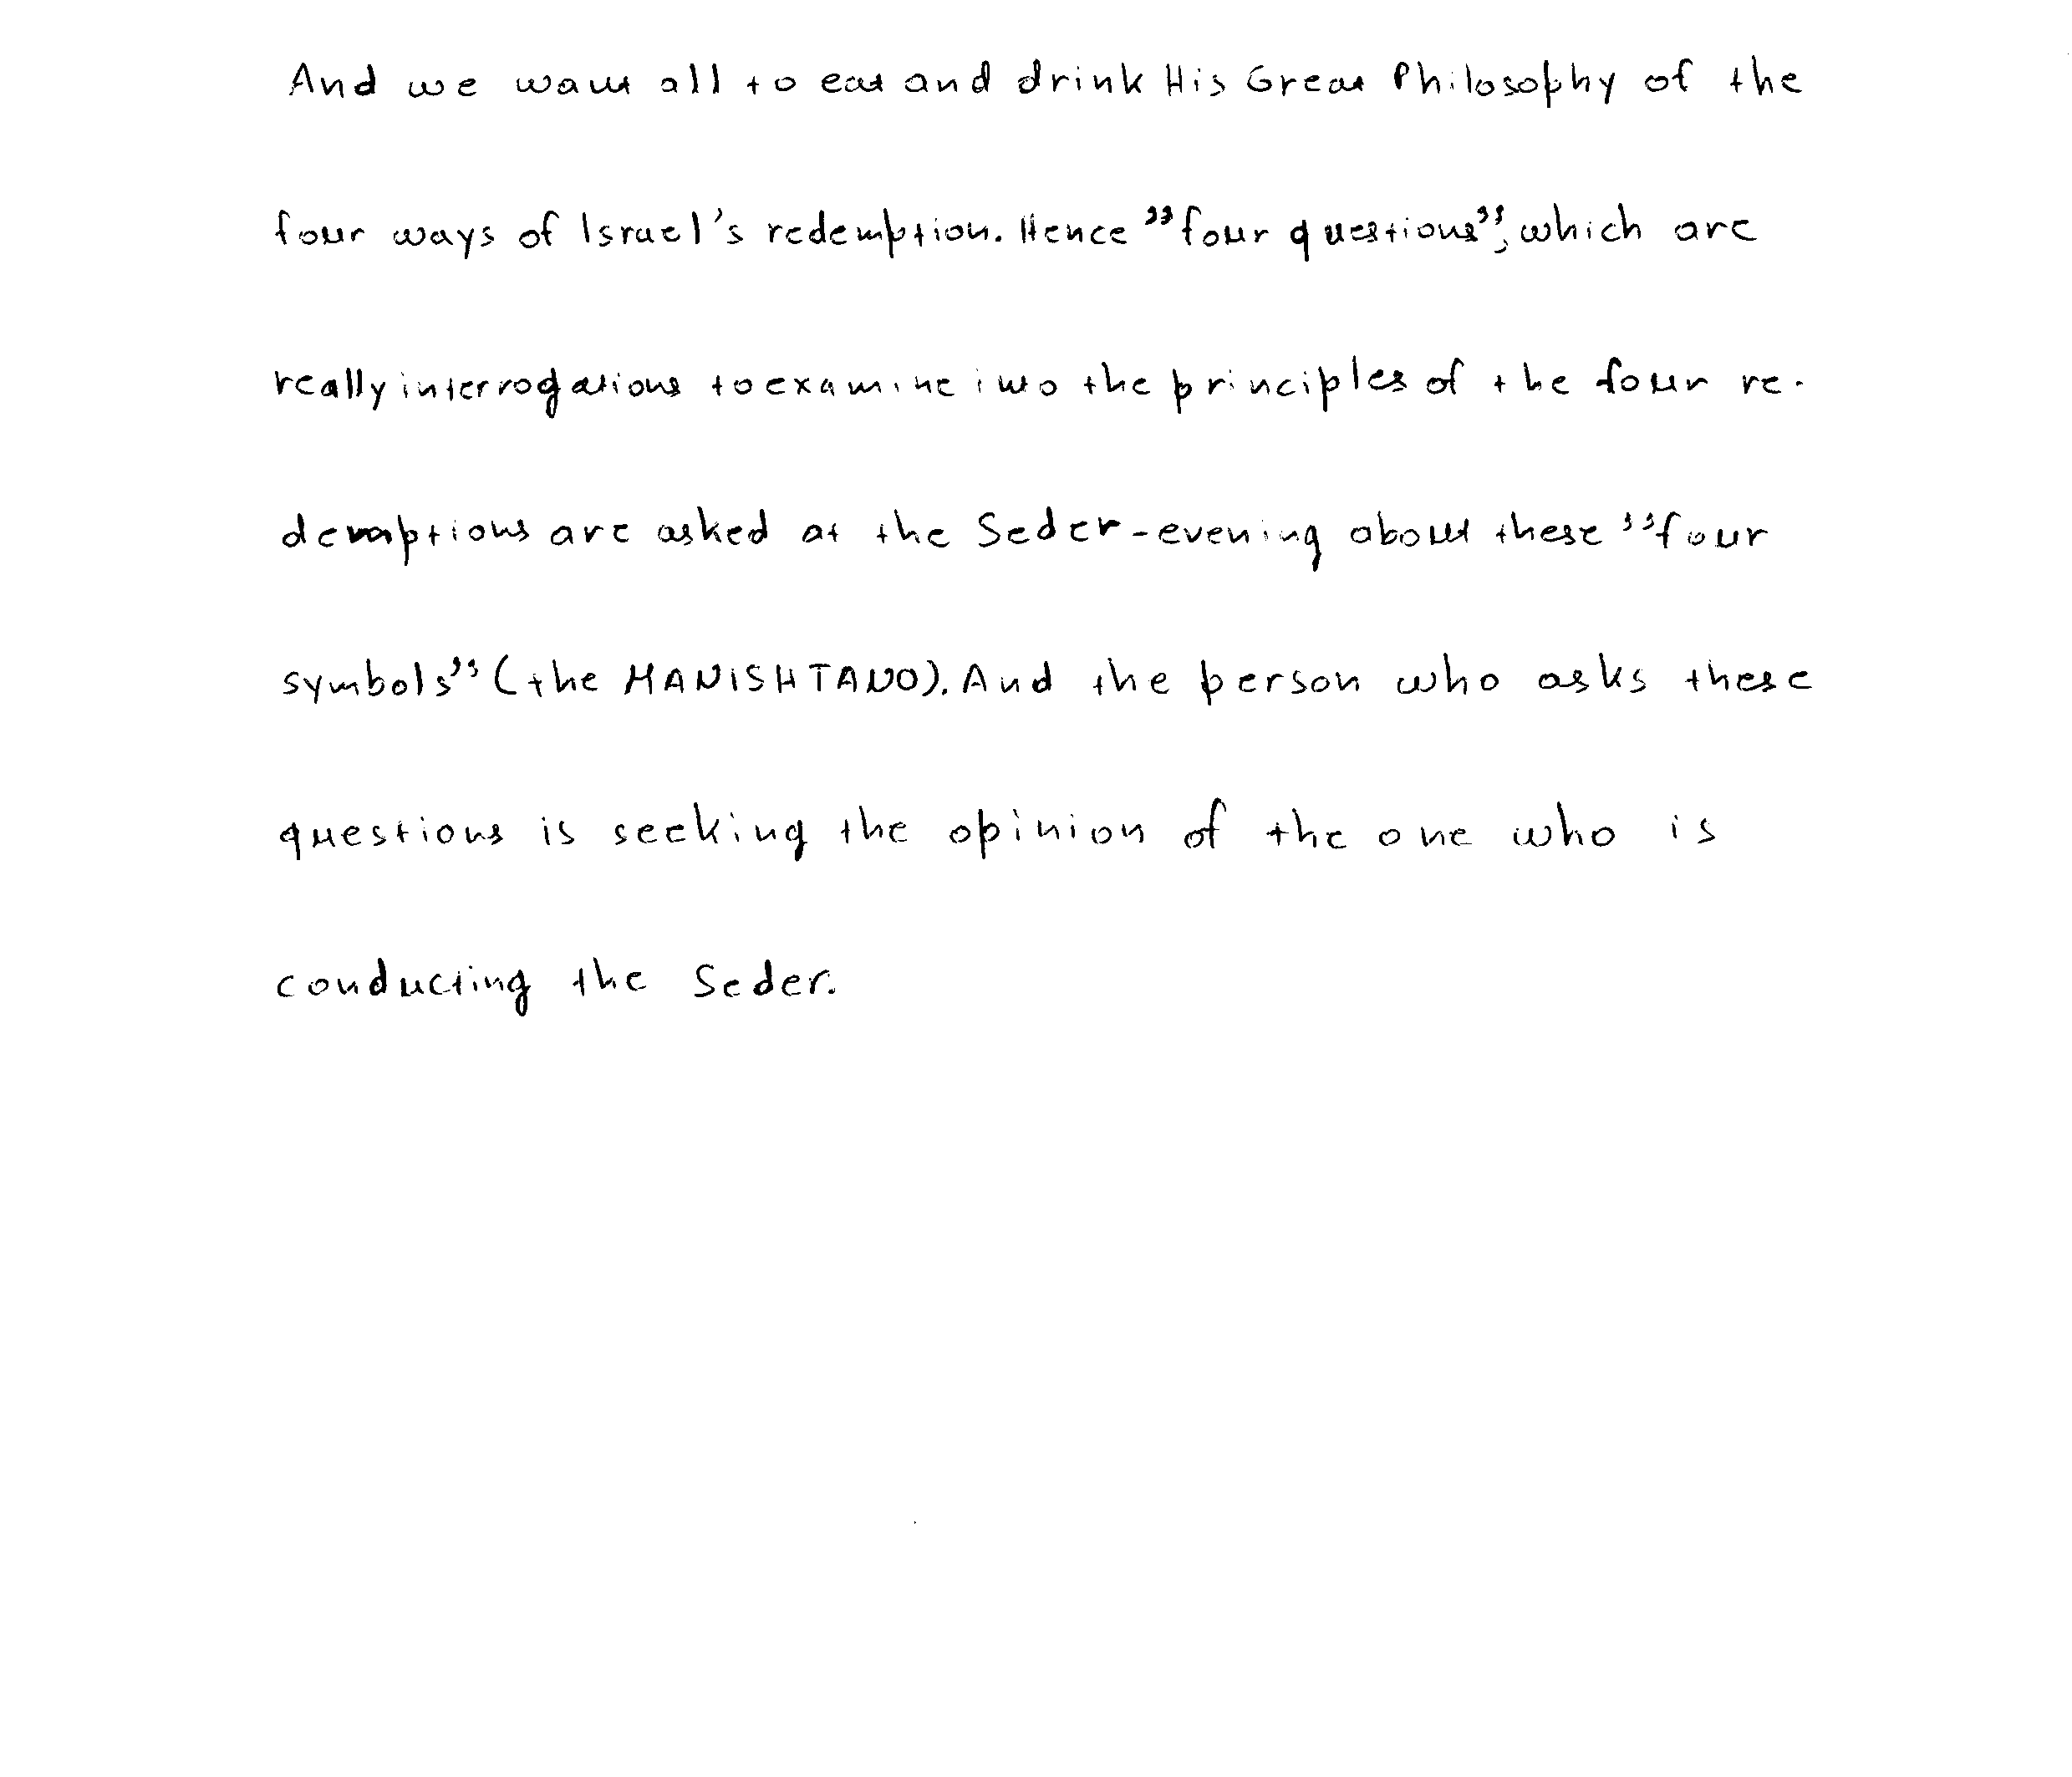 And we want all to eat and drink His Great Philosophy of the
four ways of Israel's redemption. Hence "four questions", which are
really interrogations to examine into the principles of the four re-
demptions are asked at the Seder-evening about these "four
symbols" (the MANISHTANO). And the person who asks these
questions is seeking the opinion of the one who is
conducting the Seder.